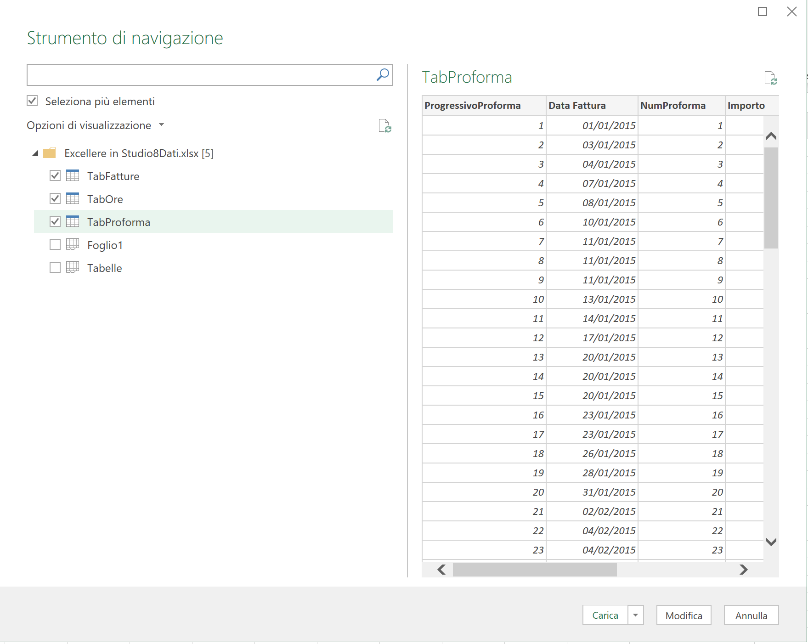 Strumento di navigazione
Seleziona più elementi
Opzioni di visualizzazione
Excellere in Studio8Dati.xlsx [5]
TabFatture
TabOre
TabProforma
Foglio1
Tabelle
TabProforma
ProgressivoProforma Data Fattura NumProforma Importo
1 01/01/2015 1
2 03/01/2015 2
3 04/01/2015 3
4 07/01/2015 4
5 08/01/2015 5
6 10/01/2015 6
7 11/01/2015 7
8 11/01/2015 8
9 11/01/2015 9
10 13/01/2015 10
11 14/01/2015 11
12 17/01/2015 12
13 20/01/2015 13
14 20/01/2015 14
15 20/01/2015 15
16 23/01/2015 16
17 23/01/2015 17
18 26/01/2015 18
19 28/01/2015 19
20 31/01/2015 20
21 02/02/2015 21
22 04/02/2015 22
23 04/02/2015 23
Carica Modifica Annulla